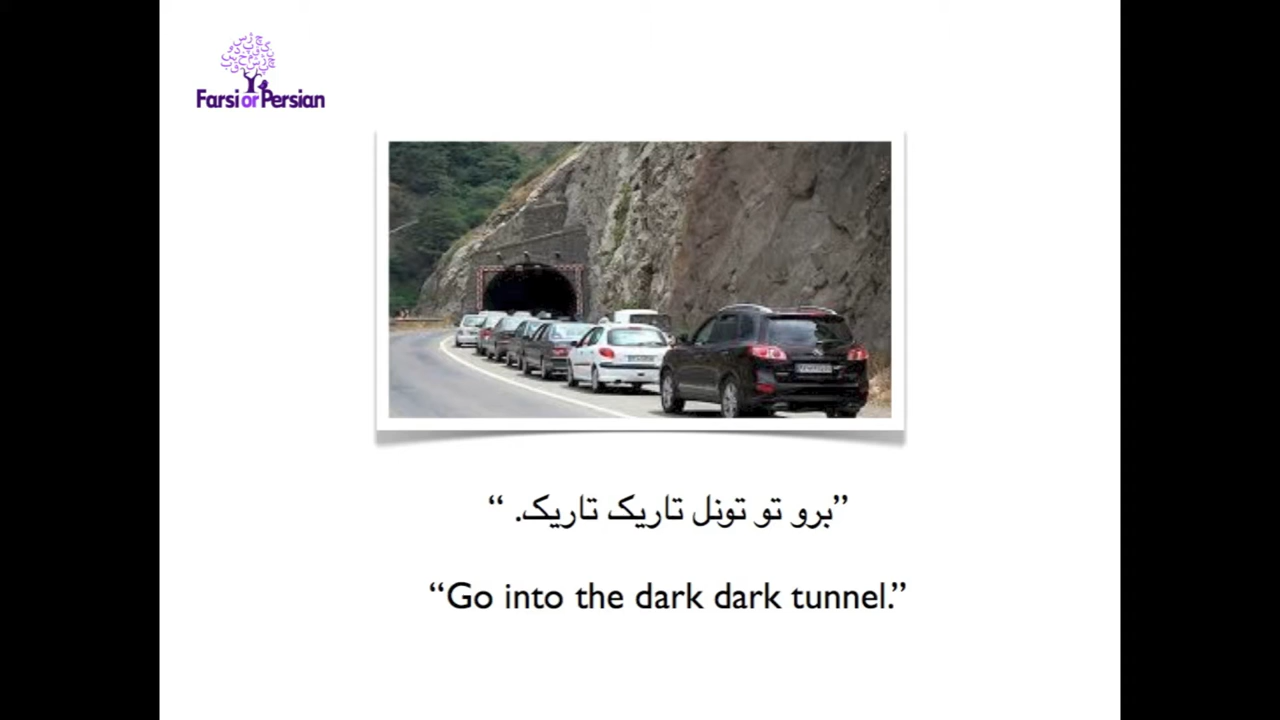 Farsi or Persian
”برو تو تونل تاریک تاریک. “
“Go into the dark dark tunnel.”